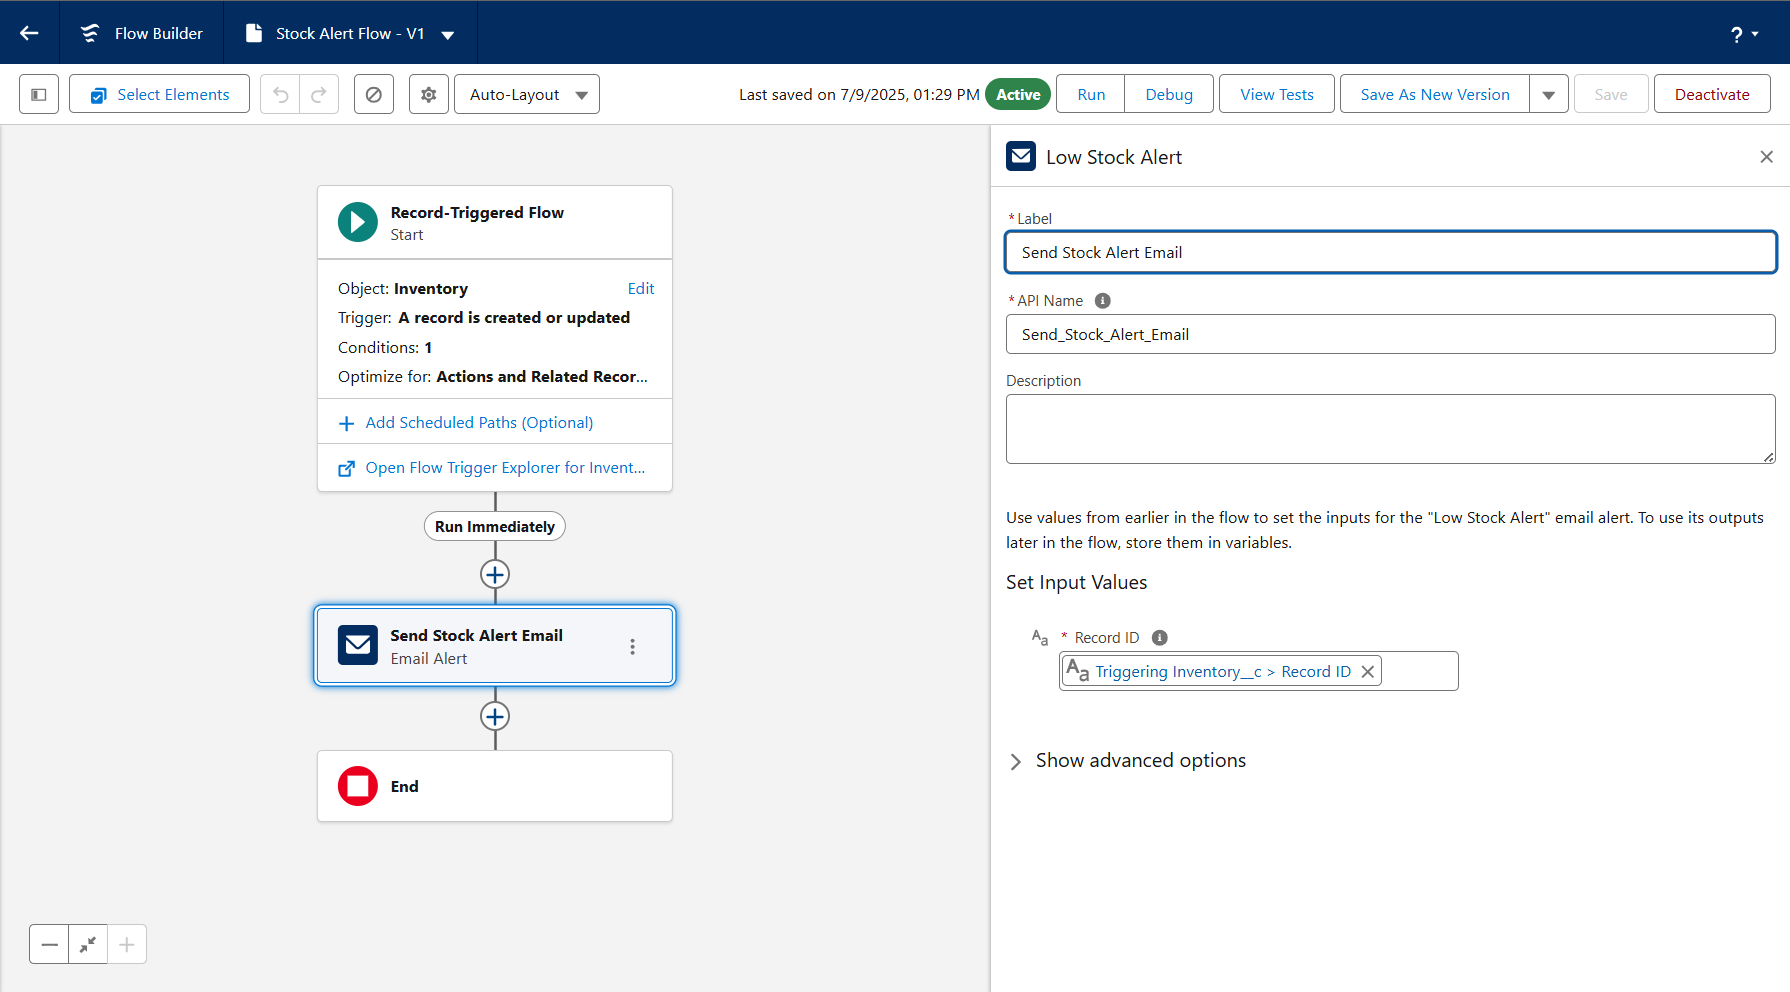 Flow Builder
Stock Alert Flow - V1
?
Select Elements
Auto-Layout
Last saved on 7/9/2025, 01:29 PM
Active
Run
Debug
View Tests
Save As New Version
Save
Deactivate
Record-Triggered Flow
Start
Object: Inventory
Edit
Trigger: A record is created or updated
Conditions: 1
Optimize for: Actions and Related Recor...
Add Scheduled Paths (Optional)
Open Flow Trigger Explorer for Invent...
Run Immediately
Send Stock Alert Email
Email Alert
End
Low Stock Alert
*Label
Send Stock Alert Email
*API Name
Send_Stock_Alert_Email
Description
Use values from earlier in the flow to set the inputs for the "Low Stock Alert" email alert. To use its outputs
later in the flow, store them in variables.
Set Input Values
Aa * Record ID
Aa Triggering Inventory__c > Record ID
Show advanced options